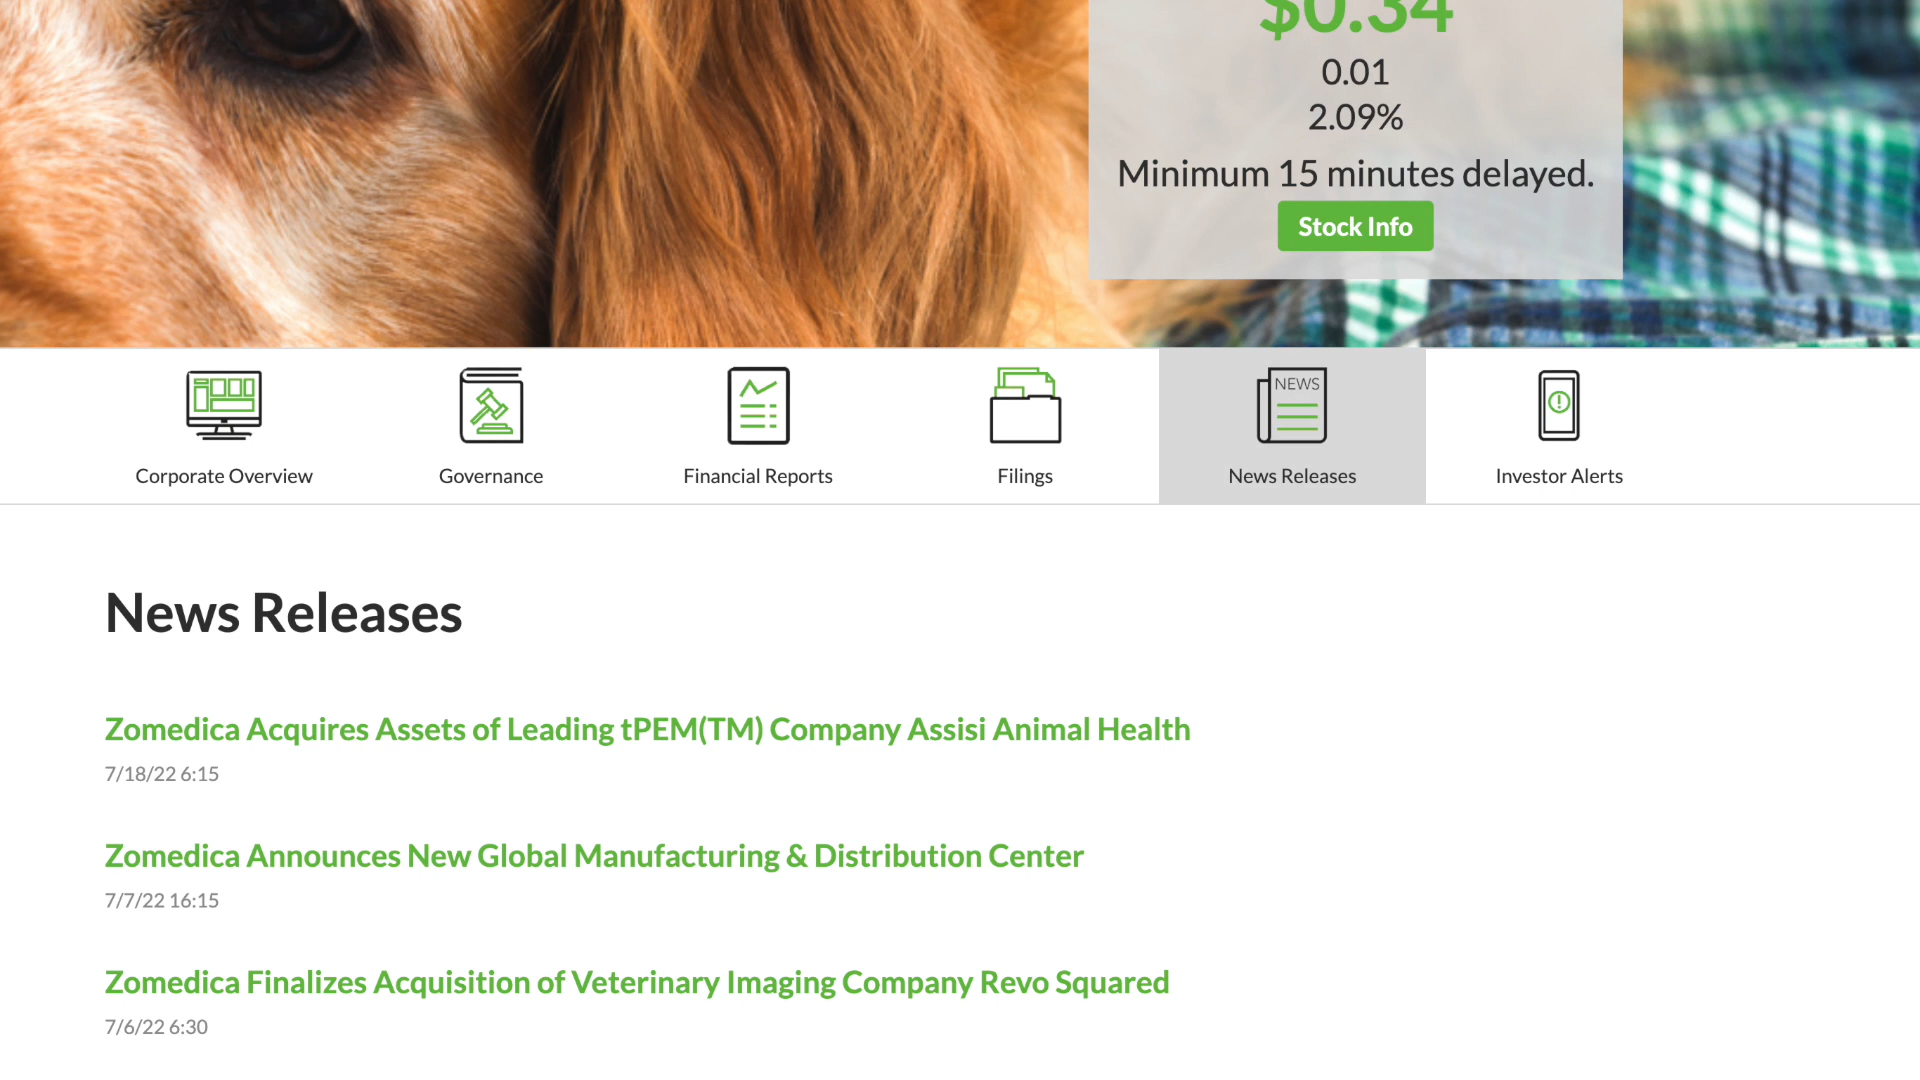 $0.34
0.01
2.09%
Minimum 15 minutes delayed.
Stock Info
NEWS
Corporate Overview
Governance
Financial Reports
Filings
News Releases
Investor Alerts
News Releases
Zomedica Acquires Assets of Leading tPEM(TM) Company Assisi Animal Health
7/18/22 6:15
Zomedica Announces New Global Manufacturing & Distribution Center
7/7/22 16:15
Zomedica Finalizes Acquisition of Veterinary Imaging Company Revo Squared
7/6/22 6:30